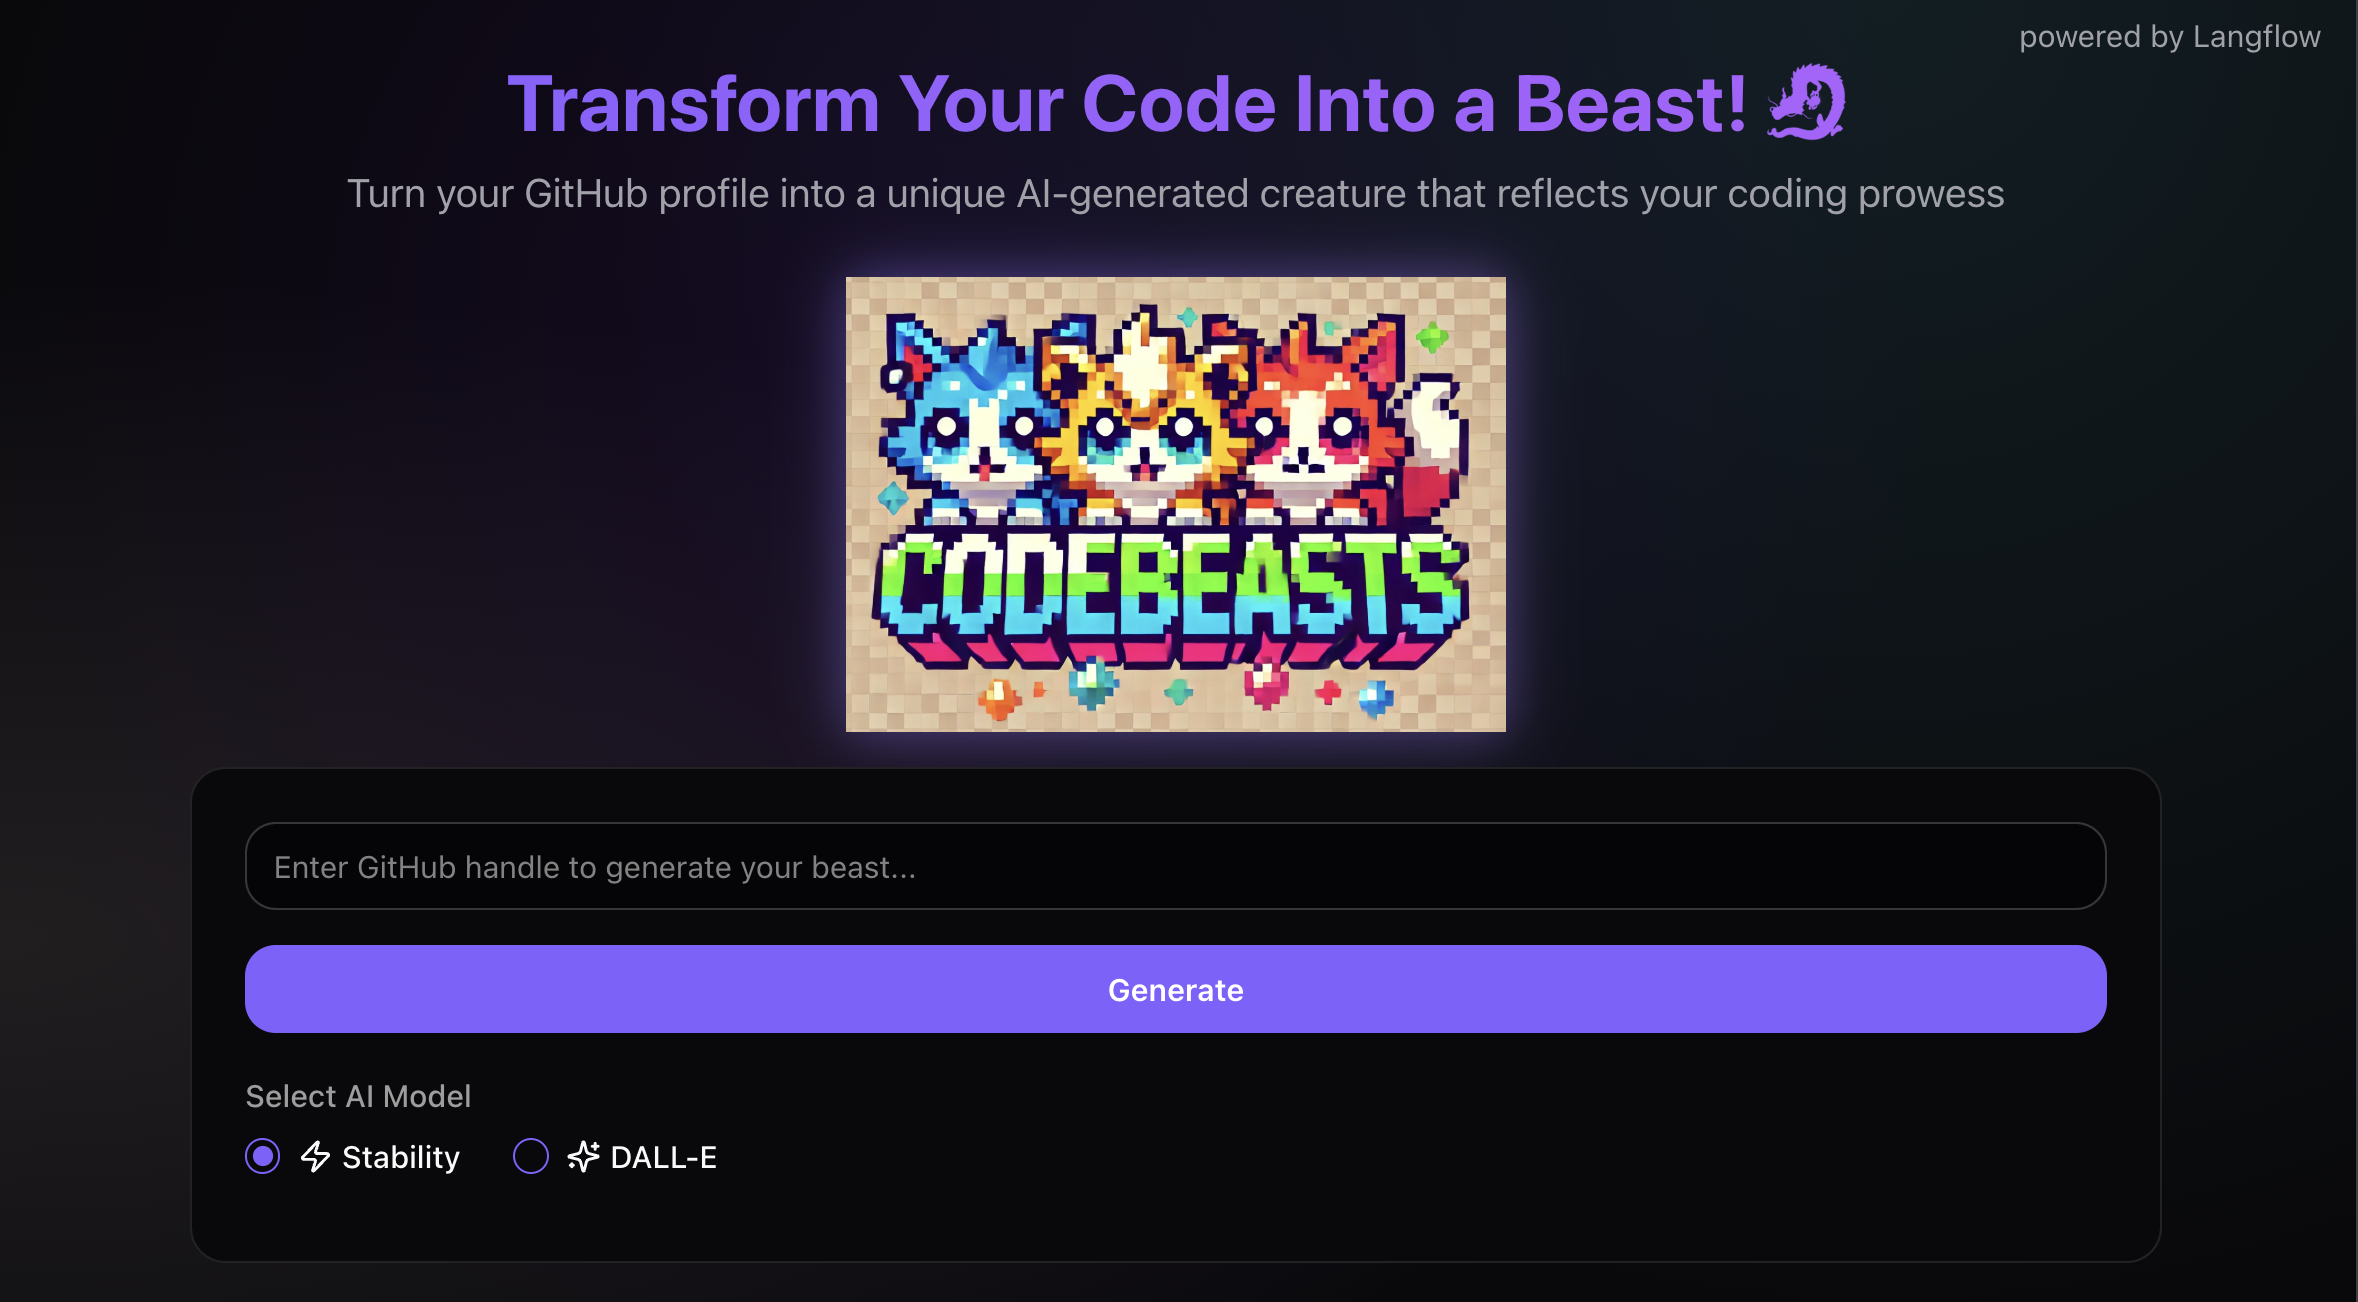 powered by Langflow
Transform Your Code Into a Beast!
Turn your GitHub profile into a unique AI-generated creature that reflects your coding prowess
CODEBEASTS
Enter GitHub handle to generate your beast...
Generate
Select AI Model
Stability
DALL-E